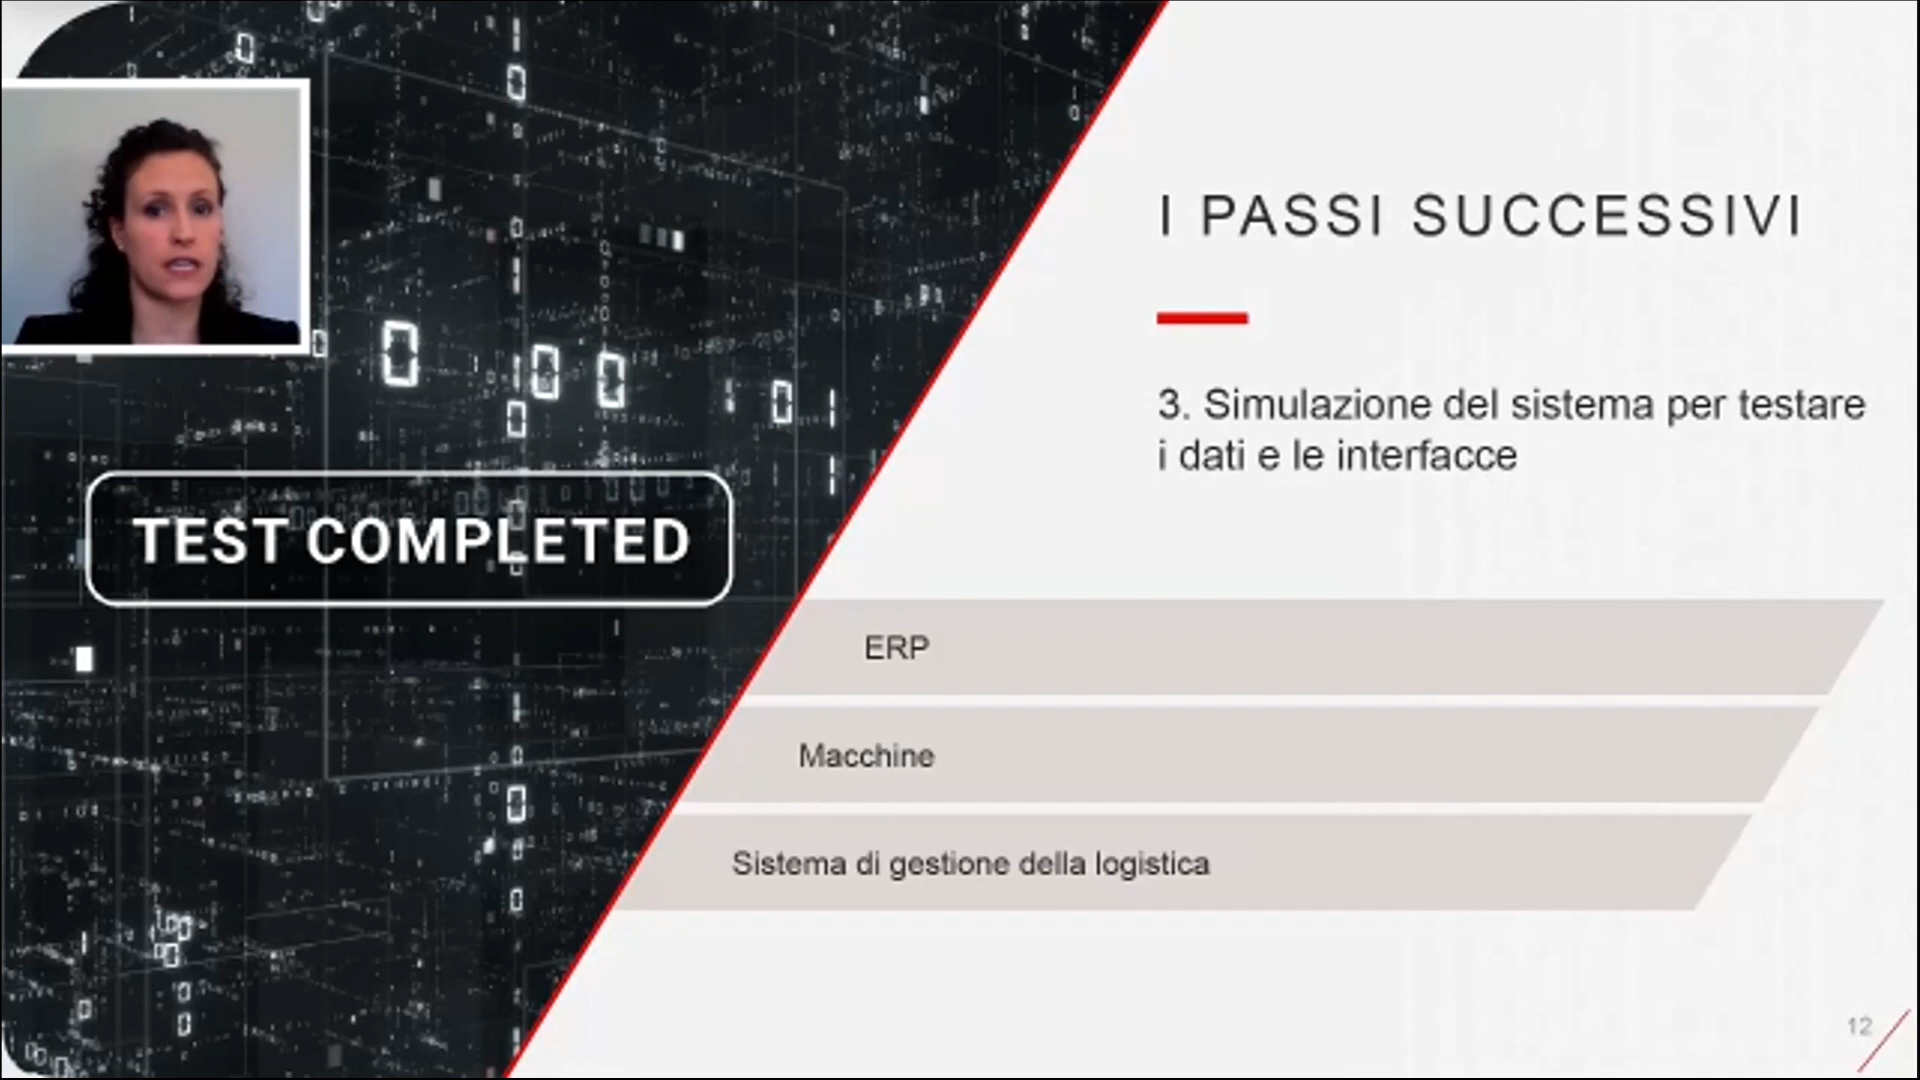 TEST COMPLETED
I PASSI SUCCESSIVI
3. Simulazione del sistema per testare
i dati e le interfacce
ERP
Macchine
Sistema di gestione della logistica
12